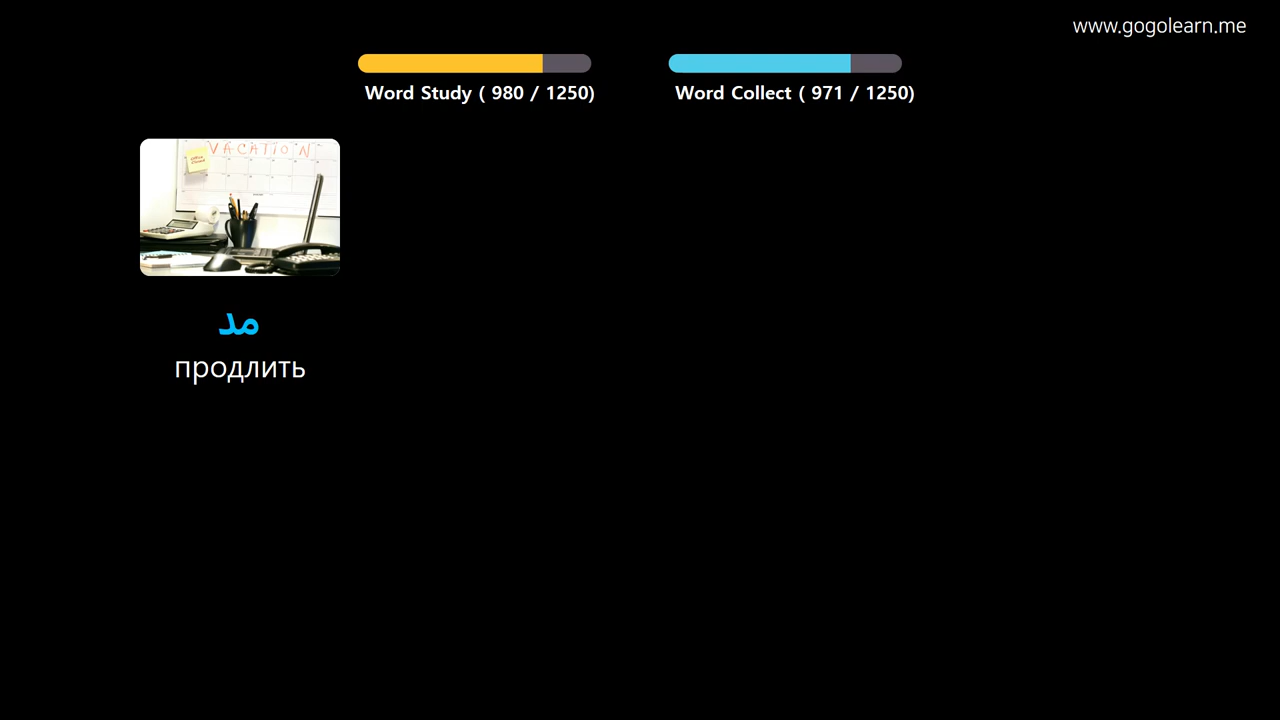 www.gogolearn.me
Word Study ( 980 / 1250)
Word Collect ( 971 / 1250)
VACATION
مد
продлить